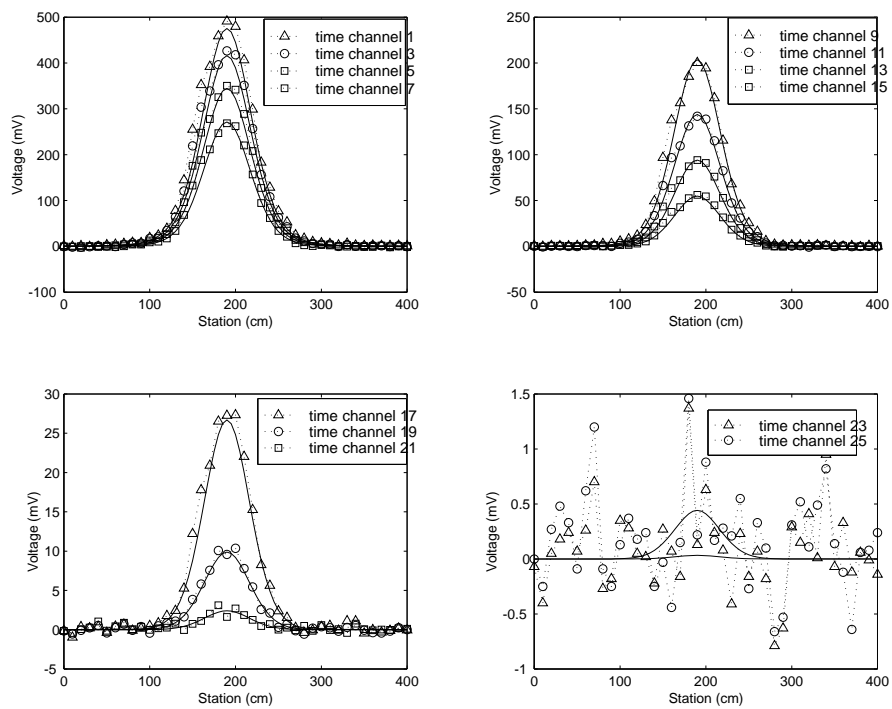 500
400
300
200
100
0
-100
Voltage (mV)
0 100 200 300 400
Station (cm)
time channel 1
time channel 3
time channel 5
time channel 7
250
200
150
100
50
0
-50
Voltage (mV)
0 100 200 300 400
Station (cm)
time channel 9
time channel 11
time channel 13
time channel 15
30
25
20
15
10
5
0
-5
Voltage (mV)
0 100 200 300 400
Station (cm)
time channel 17
time channel 19
time channel 21
1.5
1
0.5
0
-0.5
-1
Voltage (mV)
0 100 200 300 400
Station (cm)
time channel 23
time channel 25